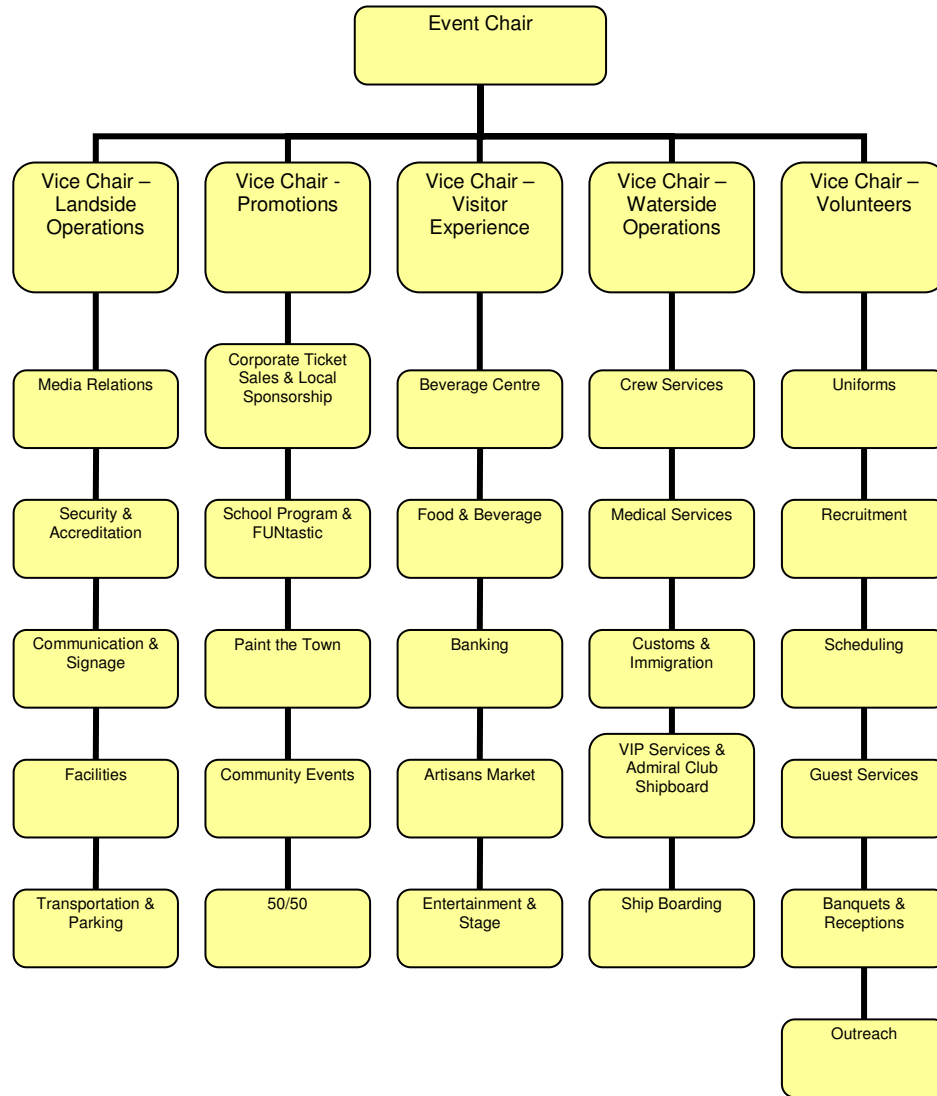 Event Chair
Vice Chair –
Landside
Operations
Vice Chair -
Promotions
Vice Chair –
Visitor
Experience
Vice Chair –
Waterside
Operations
Vice Chair –
Volunteers
Media Relations
Corporate Ticket
Sales & Local
Sponsorship
Beverage Centre
Crew Services
Uniforms
Security &
Accreditation
School Program &
FUNtastic
Food & Beverage
Medical Services
Recruitment
Communication &
Signage
Paint the Town
Banking
Customs &
Immigration
Scheduling
Facilities
Community Events
Artisans Market
VIP Services &
Admiral Club
Shipboard
Guest Services
Transportation &
Parking
50/50
Entertainment &
Stage
Ship Boarding
Banquets &
Receptions
Outreach